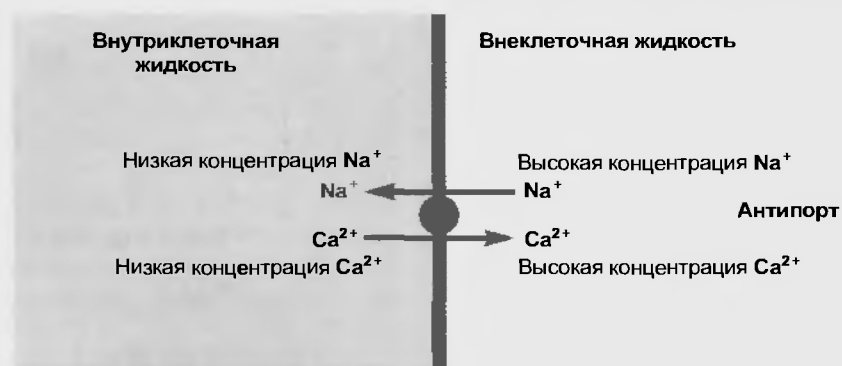 Внутриклеточная
жидкость
Внеклеточная жидкость
Низкая концентрация Na⁺
Высокая концентрация Na⁺
Na⁺
Na⁺
Антипорт
Ca²⁺
Ca²⁺
Низкая концентрация Ca²⁺
Высокая концентрация Ca²⁺